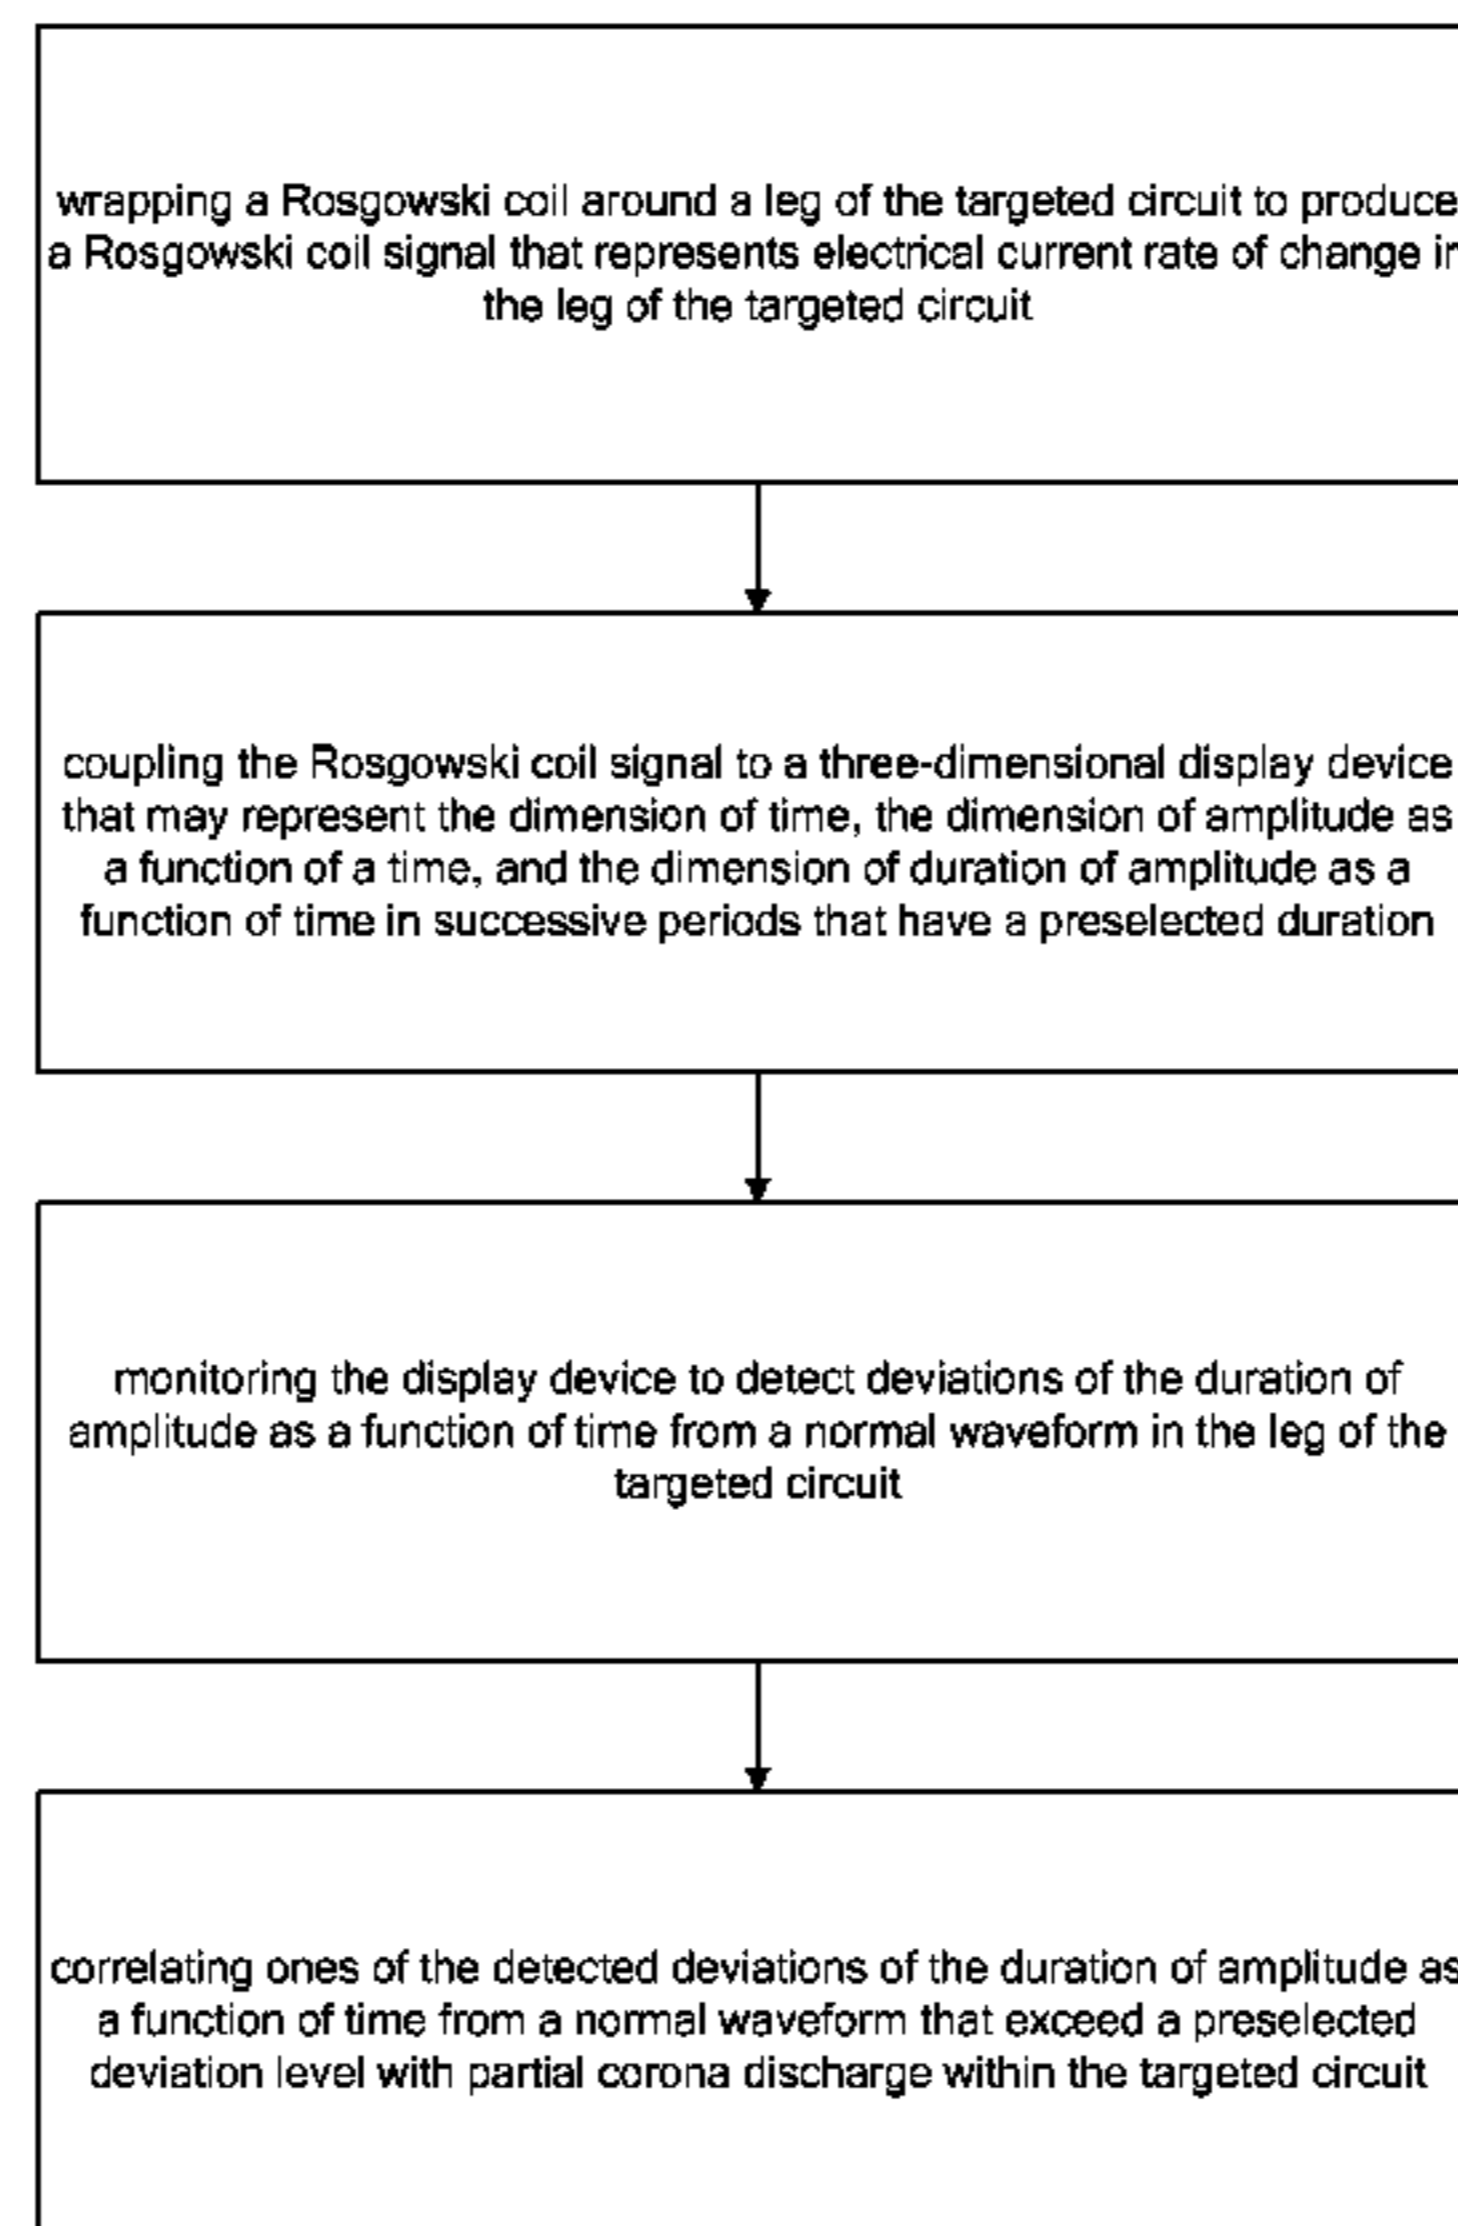 wrapping a Rosgowski coil around a leg of the targeted circuit to produce
a Rosgowski coil signal that represents electrical current rate of change in
the leg of the targeted circuit
coupling the Rosgowski coil signal to a three-dimensional display device
that may represent the dimension of time, the dimension of amplitude as
a function of a time, and the dimension of duration of amplitude as a
function of time in successive periods that have a preselected duration
monitoring the display device to detect deviations of the duration of
amplitude as a function of time from a normal waveform in the leg of the
targeted circuit
correlating ones of the detected deviations of the duration of amplitude as
a function of time from a normal waveform that exceed a preselected
deviation level with partial corona discharge within the targeted circuit